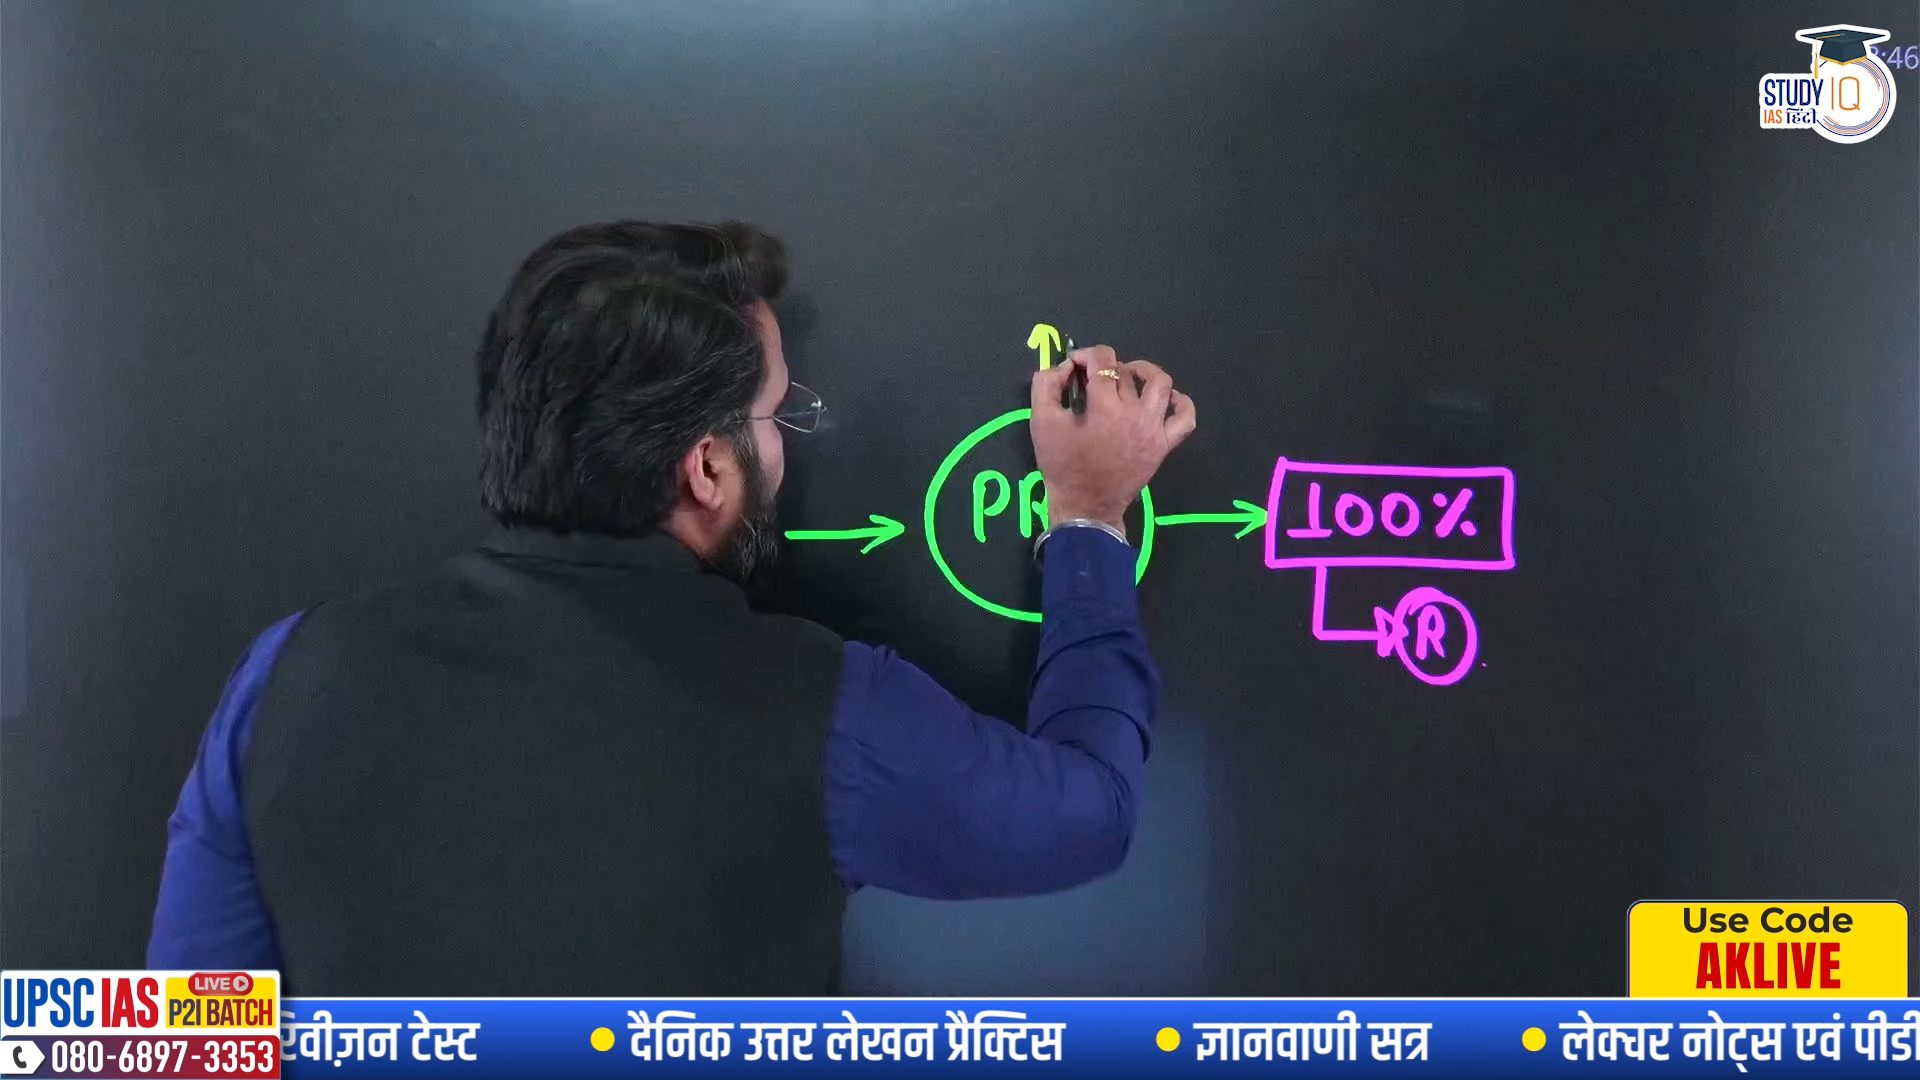 :46
STUDY IQ
IAS हिंदी
PR
100%
R
Use Code
AKLIVE
UPSC IAS
LIVE
P2I BATCH
080-6897-3353
टेस्ट
• दैनिक उत्तर लेखन प्रैक्टिस
• ज्ञानवाणी सत्र
• लेक्चर नोट्स एवं